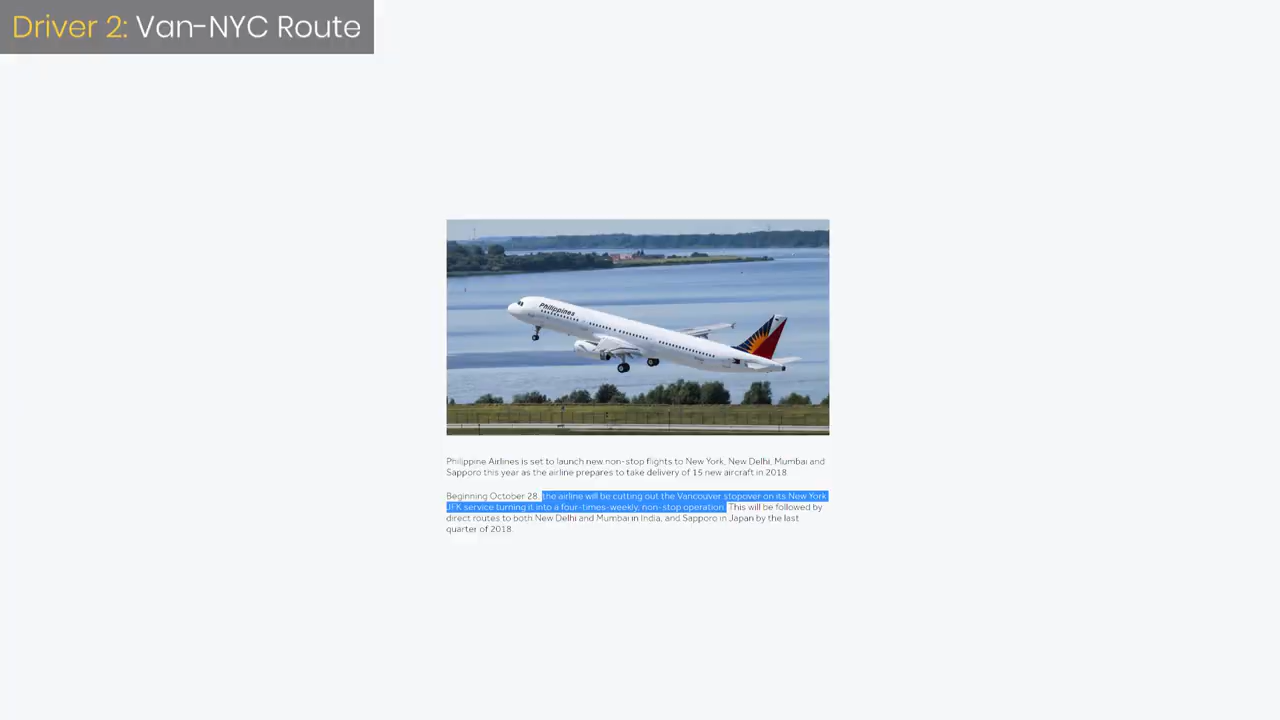 Driver 2: Van-NYC Route
Philippines
Philippine Airlines is set to launch new non-stop flights to New York, New Delhi, Mumbai and
Sapporo this year as the airline prepares to take delivery of 15 new aircraft in 2018.
Beginning October 28, the airline will be cutting out the Vancouver stopover on its New York
JFK service turning it into a four-times-weekly, non-stop operation. This will be followed by
direct routes to both New Delhi and Mumbai in India, and Sapporo in Japan by the last
quarter of 2018.